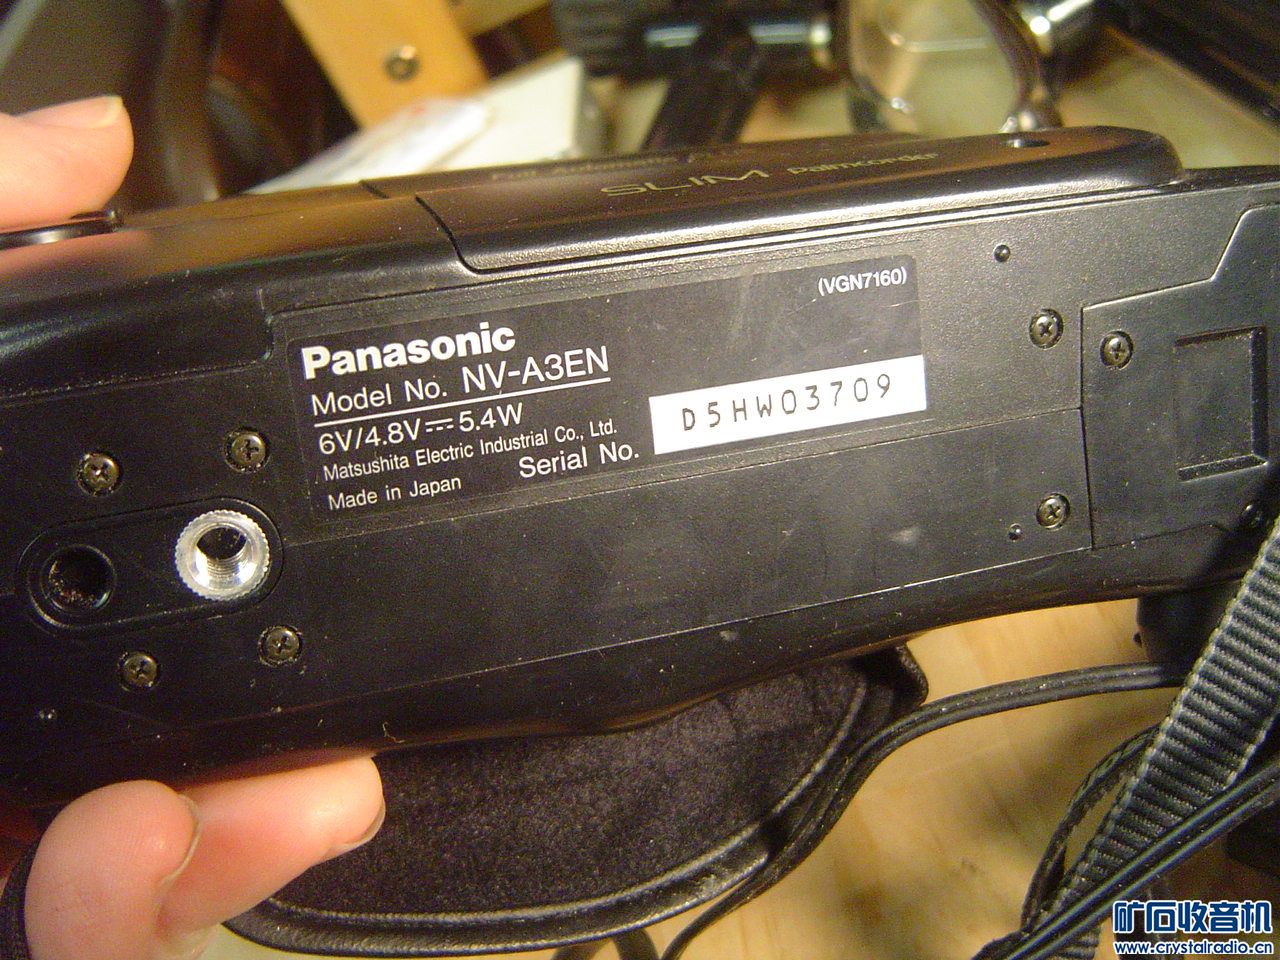 SLIM Palmcorder
(VGN7160)
Panasonic
Model No. NV-A3EN
6V/4.8V⎓5.4W
Matsushita Electric Industrial Co., Ltd.
Made in Japan
Serial No. D5HW03709
矿石收音机
www.crystalradio.cn